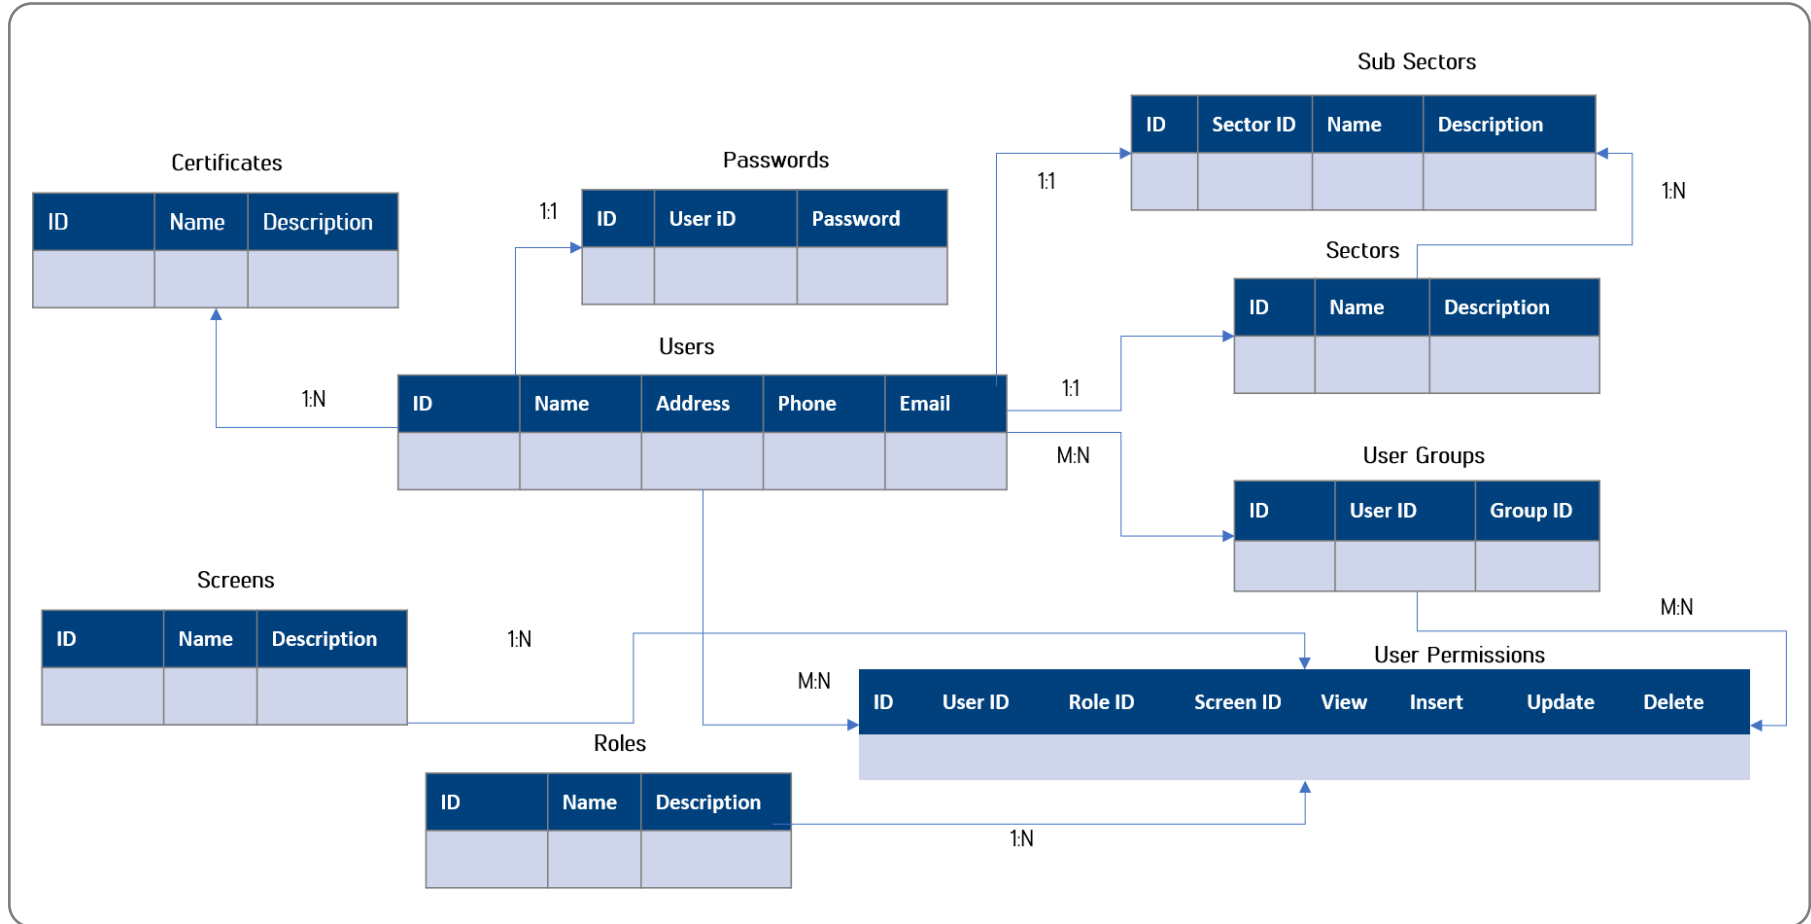 Sub Sectors
ID Sector ID Name Description
Certificates
ID Name Description
Passwords
ID User iD Password
1:1
1:1
1:N
Sectors
ID Name Description
Users
ID Name Address Phone Email
1:N
1:1
M:N
User Groups
ID User ID Group ID
Screens
ID Name Description
1:N
M:N
M:N
User Permissions
ID User ID Role ID Screen ID View Insert Update Delete
Roles
ID Name Description
1:N